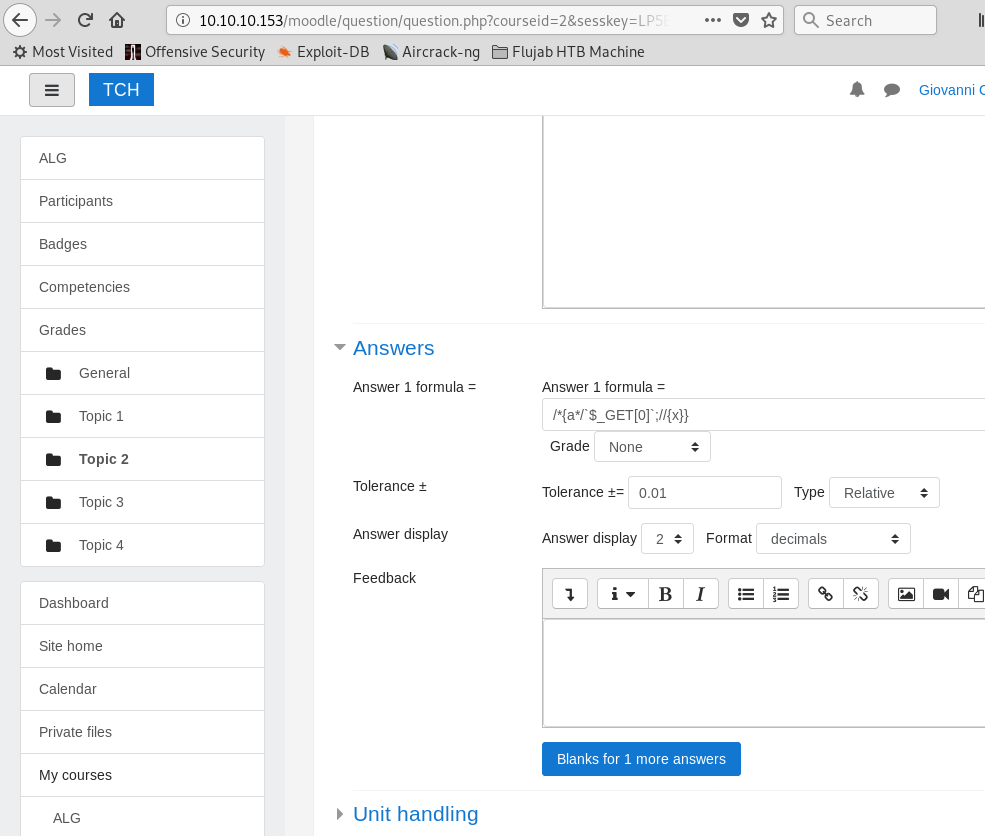 10.10.10.153/moodle/question/question.php?courseid=2&sesskey=LP5
Search
Most Visited Offensive Security Exploit-DB Aircrack-ng Flujab HTB Machine
TCH
Giovanni
ALG
Participants
Badges
Competencies
Grades
General
Topic 1
Topic 2
Topic 3
Topic 4
Dashboard
Site home
Calendar
Private files
My courses
ALG
Answers
Answer 1 formula = Answer 1 formula =
/*{a*/`$_GET[0]`;//{x}}
Grade None
Tolerance ± Tolerance ±= 0.01 Type Relative
Answer display Answer display 2 Format decimals
Feedback
B I
Blanks for 1 more answers
Unit handling